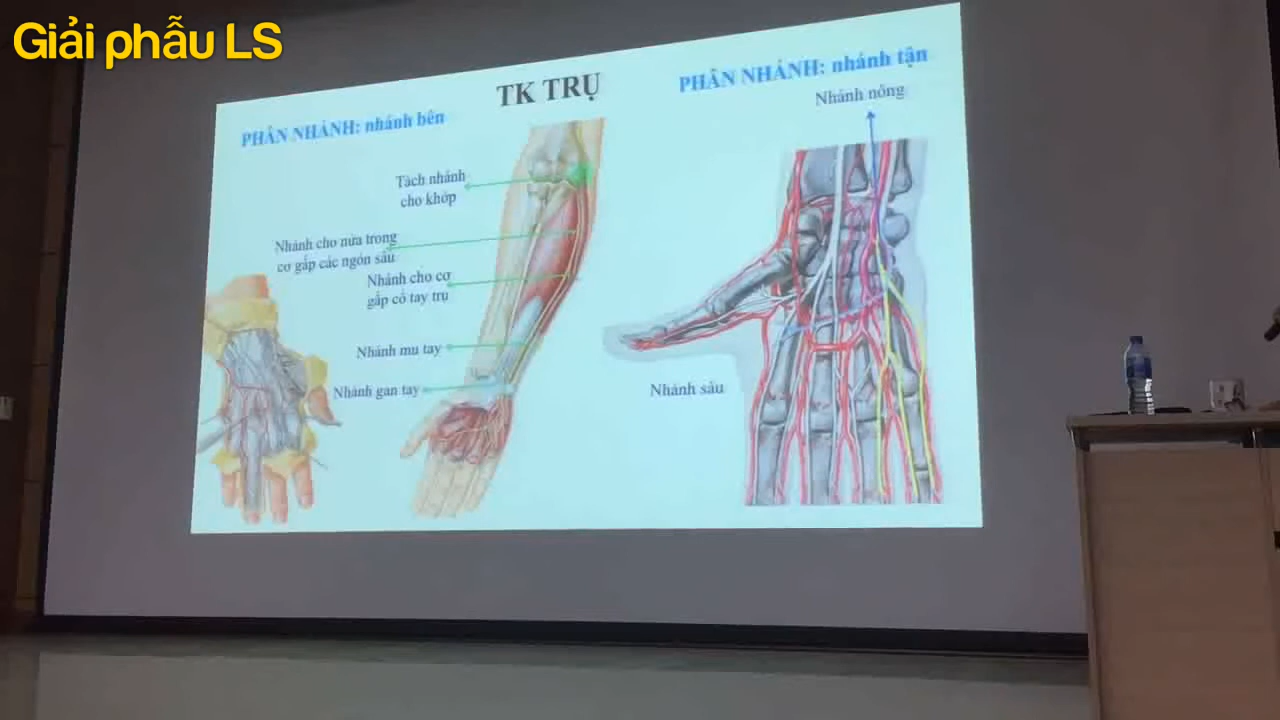 Giải phẫu LS
TK TRỤ
PHÂN NHÁNH: nhánh bên
Tách nhánh
cho khớp
Nhánh cho nửa trong
cơ gấp các ngón sâu
Nhánh cho cơ
gấp cổ tay trụ
Nhánh mu tay
Nhánh gan tay
PHÂN NHÁNH: nhánh tận
Nhánh nông
Nhánh sâu